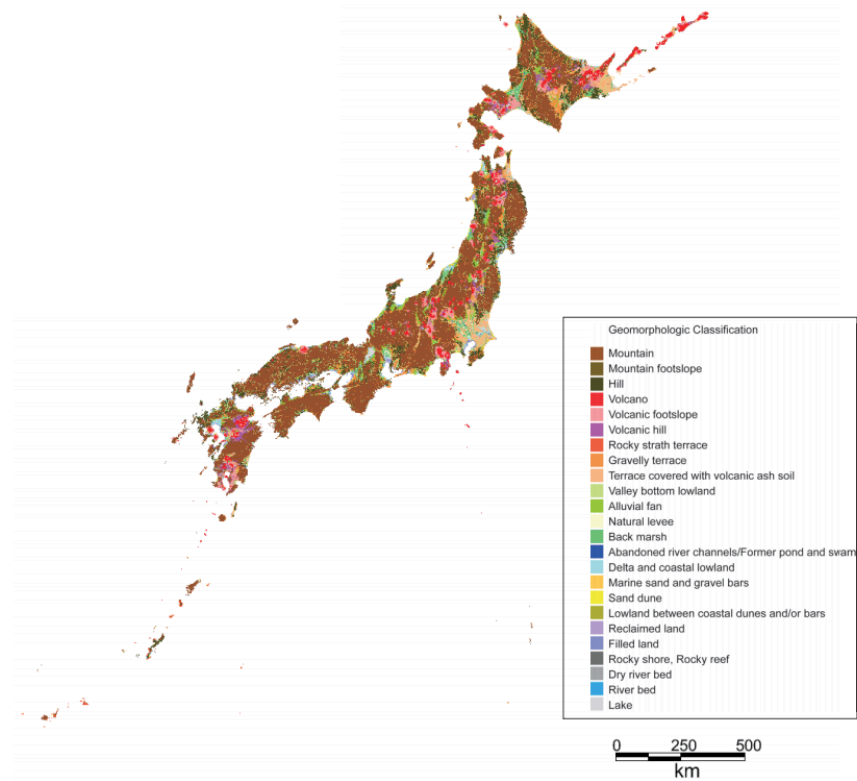 Geomorphologic Classification
Mountain
Mountain footslope
Hill
Volcano
Volcanic footslope
Volcanic hill
Rocky strath terrace
Gravelly terrace
Terrace covered with volcanic ash soil
Valley bottom lowland
Alluvial fan
Natural levee
Back marsh
Abandoned river channels/Former pond and swam
Delta and coastal lowland
Marine sand and gravel bars
Sand dune
Lowland between coastal dunes and/or bars
Reclaimed land
Filled land
Rocky shore, Rocky reef
Dry river bed
River bed
Lake
0 250 500
km